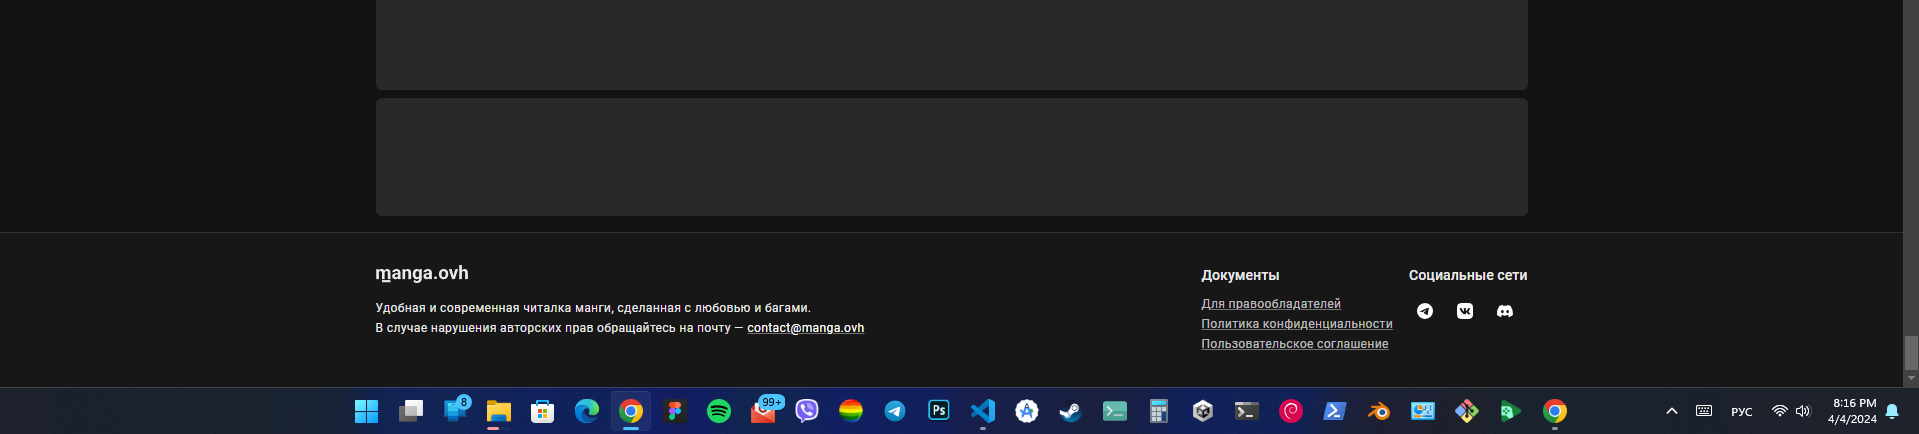 manga.ovh
Удобная и современная читалка манги, сделанная с любовью и багами.
В случае нарушения авторских прав обращайтесь на почту — contact@manga.ovh
Документы
Для правообладателей
Политика конфиденциальности
Пользовательское соглашение
Социальные сети
8
99+
Ps
РУС
8:16 PM
4/4/2024